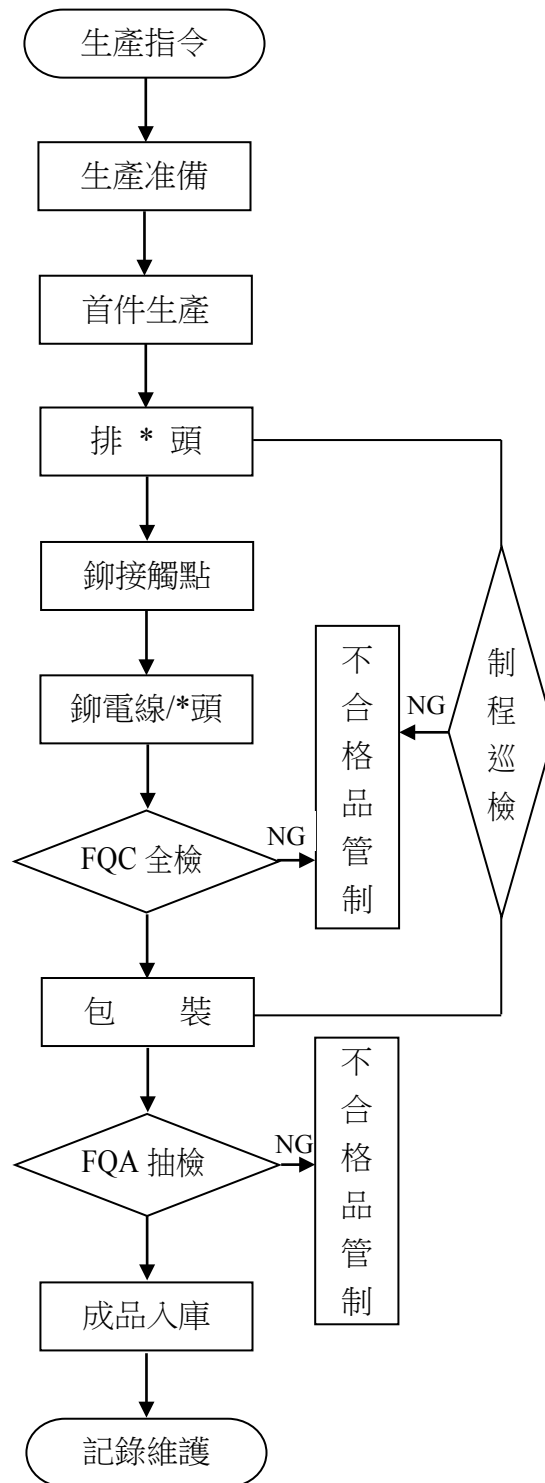 生產指令
生產准備
首件生產
排 * 頭
鉚接觸點
鉚電線/*頭
FQC 全檢
NG
不合格品管制
NG
制程巡檢
包 裝
FQA 抽檢
NG
不合格品管制
成品入庫
記錄維護